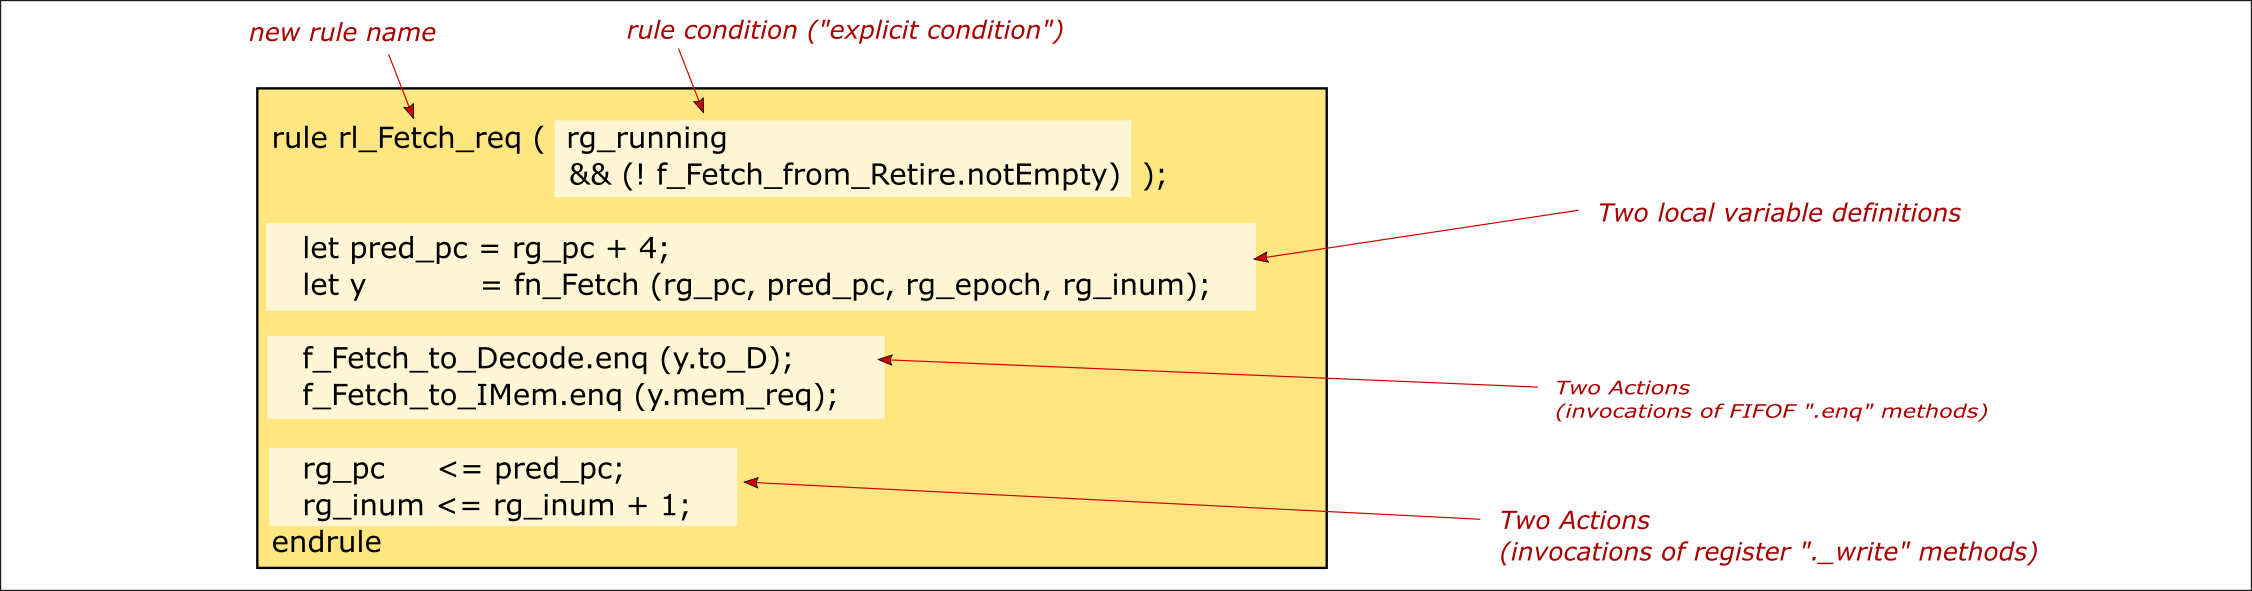 new rule name
rule condition ("explicit condition")
rule rl_Fetch_req ( rg_running
&& (! f_Fetch_from_Retire.notEmpty) );
Two local variable definitions
let pred_pc = rg_pc + 4;
let y = fn_Fetch (rg_pc, pred_pc, rg_epoch, rg_inum);
f_Fetch_to_Decode.enq (y.to_D);
f_Fetch_to_IMem.enq (y.mem_req);
Two Actions
(invocations of FIFOF ".enq" methods)
rg_pc <= pred_pc;
rg_inum <= rg_inum + 1;
endrule
Two Actions
(invocations of register "._write" methods)